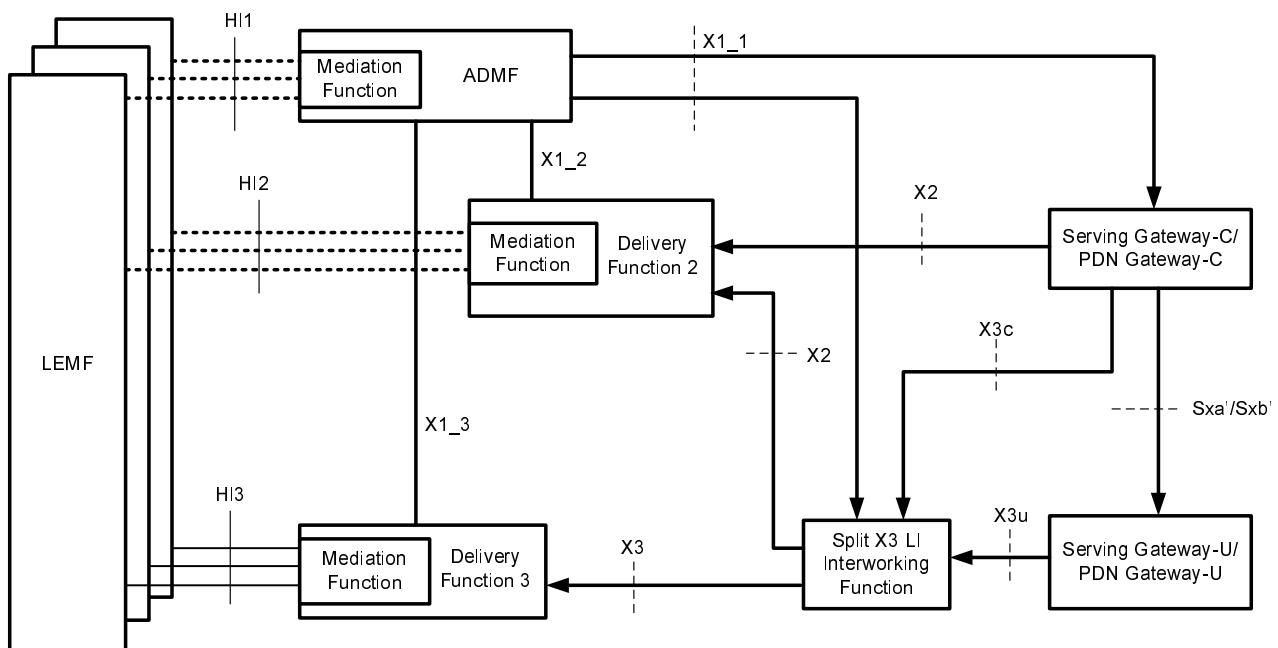 HI1
X1_1
Mediation
Function
ADMF
X1_2
HI2
X2
Mediation
Function
Delivery
Function 2
Serving Gateway-C/
PDN Gateway-C
X3c
X2
LEMF
Sxa'/Sxb'
X1_3
HI3
X3
X3u
Mediation
Function
Delivery
Function 3
Split X3 LI
Interworking
Function
Serving Gateway-U/
PDN Gateway-U